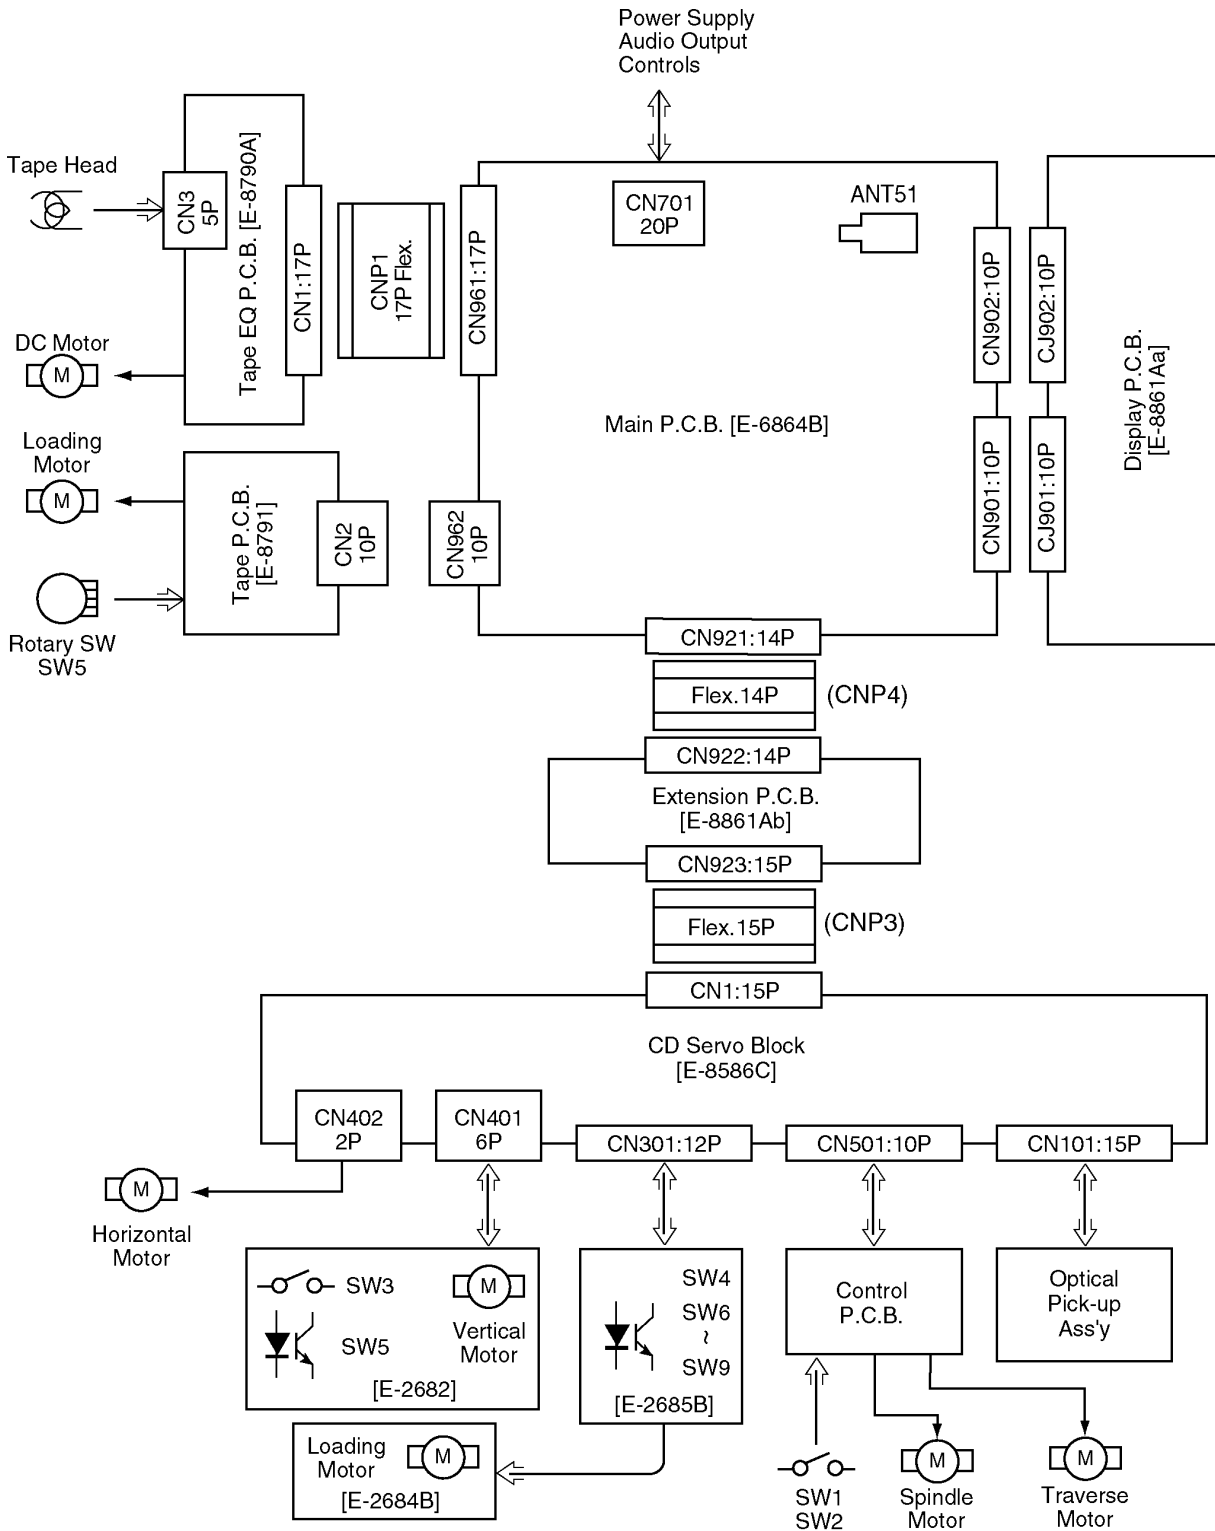 Power Supply
Audio Output
Controls
Tape Head
CN3
5P
Tape EQ P.C.B. [E-8790A]
CN1:17P
CNP1
17P Flex.
CN961:17P
CN701
20P
ANT51
CN902:10P
CJ902:10P
Display P.C.B.
[E-8861Aa]
DC Motor
M
Main P.C.B. [E-6864B]
Loading
Motor
M
Tape P.C.B.
[E-8791]
CN2
10P
CN962
10P
CN901:10P
CJ901:10P
Rotary SW
SW5
CN921:14P
Flex.14P
(CNP4)
CN922:14P
Extension P.C.B.
[E-8861Ab]
CN923:15P
Flex.15P
(CNP3)
CN1:15P
CD Servo Block
[E-8586C]
CN402
2P
CN401
6P
CN301:12P
CN501:10P
CN101:15P
M
Horizontal
Motor
SW3
M
SW5
Vertical
Motor
[E-2682]
SW4
SW6
~
SW9
[E-2685B]
Control
P.C.B.
Optical
Pick-up
Ass'y
Loading
Motor
M
[E-2684B]
SW1
SW2
M
Spindle
Motor
M
Traverse
Motor